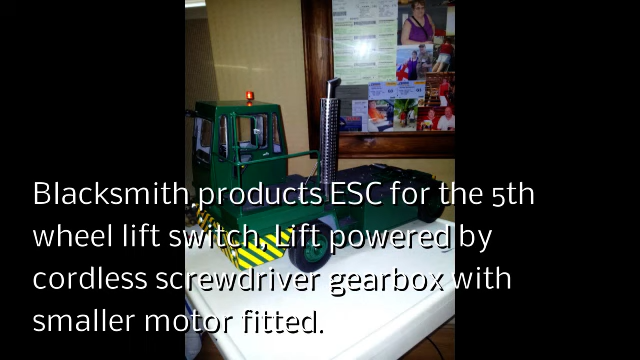 Blacksmith products ESC for the 5th
wheel lift switch, Lift powered by
cordless screwdriver gearbox with
smaller motor fitted.